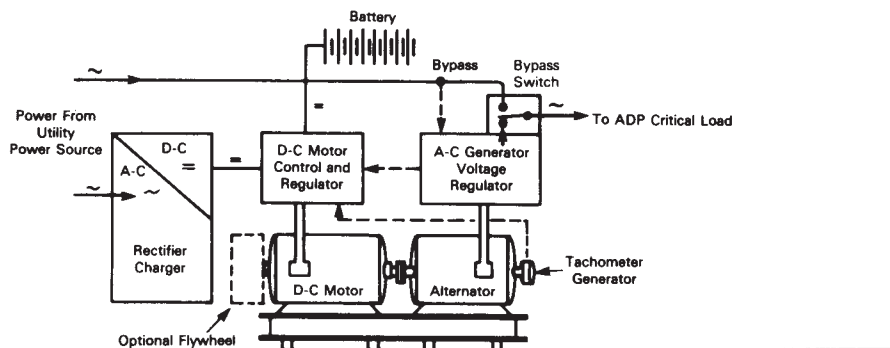 Battery
Bypass
Bypass
Switch
~
~
To ADP Critical Load
Power From
Utility
Power Source
=
D-C
=
A-C
~
~
=
D-C Motor
Control and
Regulator
A-C Generator
Voltage
Regulator
Rectifier
Charger
D-C Motor
Alternator
Tachometer
Generator
Optional Flywheel